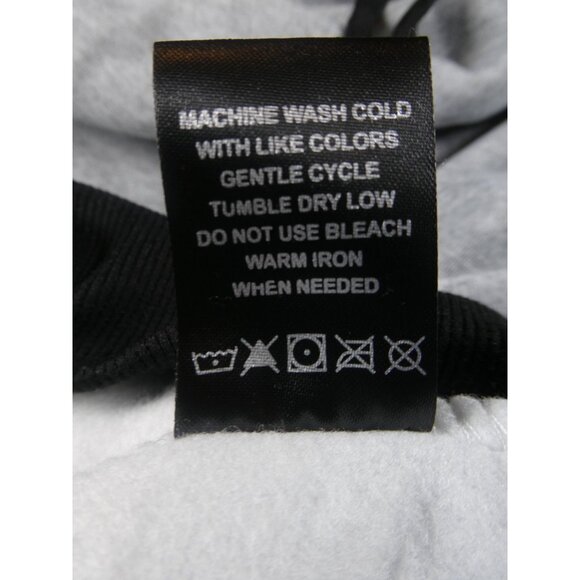 MACHINE WASH COLD
WITH LIKE COLORS
GENTLE CYCLE
TUMBLE DRY LOW
DO NOT USE BLEACH
WARM IRON
WHEN NEEDED